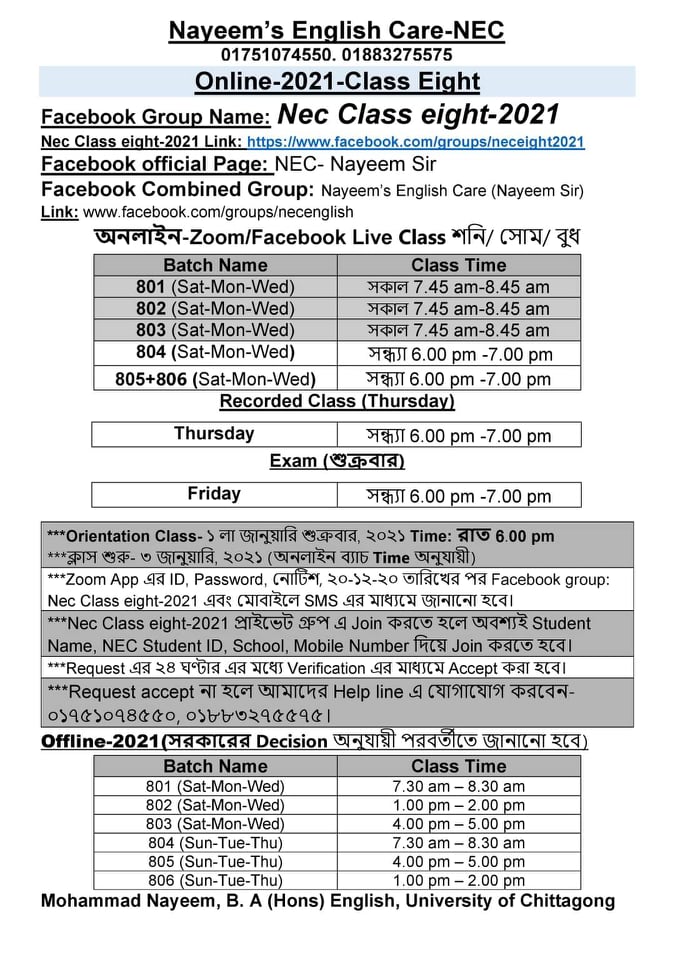 Nayeem's English Care-NEC
01751074550. 01883275575
Online-2021-Class Eight
Facebook Group Name: Nec Class eight-2021
Nec Class eight-2021 Link: https://www.facebook.com/groups/neceight2021
Facebook official Page: NEC- Nayeem Sir
Facebook Combined Group: Nayeem's English Care (Nayeem Sir)
Link: www.facebook.com/groups/necenglish
অনলাইন-Zoom/Facebook Live Class শনি/ সোম/ বুধ
Batch Name Class Time
801 (Sat-Mon-Wed) সকাল 7.45 am-8.45 am
802 (Sat-Mon-Wed) সকাল 7.45 am-8.45 am
803 (Sat-Mon-Wed) সকাল 7.45 am-8.45 am
804 (Sat-Mon-Wed) সন্ধ্যা 6.00 pm -7.00 pm
805+806 (Sat-Mon-Wed) সন্ধ্যা 6.00 pm -7.00 pm
Recorded Class (Thursday)
Thursday সন্ধ্যা 6.00 pm -7.00 pm
Exam (শুক্রবার)
Friday সন্ধ্যা 6.00 pm -7.00 pm
***Orientation Class- ১ লা জানুয়ারি শুক্রবার, ২০২১ Time: রাত 6.00 pm
***ক্লাস শুরু- ৩ জানুয়ারি, ২০২১ (অনলাইন ব্যাচ Time অনুযায়ী)
***Zoom App এর ID, Password, নোটিশ, ২০-১২-২০ তারিখের পর Facebook group:
Nec Class eight-2021 এবং মোবাইলে SMS এর মাধ্যমে জানানো হবে।
***Nec Class eight-2021 প্রাইভেট গ্রুপ এ Join করতে হলে অবশ্যই Student
Name, NEC Student ID, School, Mobile Number দিয়ে Join করতে হবে।
***Request এর ২৪ ঘণ্টার এর মধ্যে Verification এর মাধ্যমে Accept করা হবে।
***Request accept না হলে আমাদের Help line এ যোগাযোগ করবেন-
০১৭৫১০৭৪৫৫০, ০১৮৮৩২৭৫৫৭৫।
Offline-2021(সরকারের Decision অনুযায়ী পরবর্তীতে জানানো হবে)
Batch Name Class Time
801 (Sat-Mon-Wed) 7.30 am – 8.30 am
802 (Sat-Mon-Wed) 1.00 pm – 2.00 pm
803 (Sat-Mon-Wed) 4.00 pm – 5.00 pm
804 (Sun-Tue-Thu) 7.30 am – 8.30 am
805 (Sun-Tue-Thu) 4.00 pm – 5.00 pm
806 (Sun-Tue-Thu) 1.00 pm – 2.00 pm
Mohammad Nayeem, B. A (Hons) English, University of Chittagong